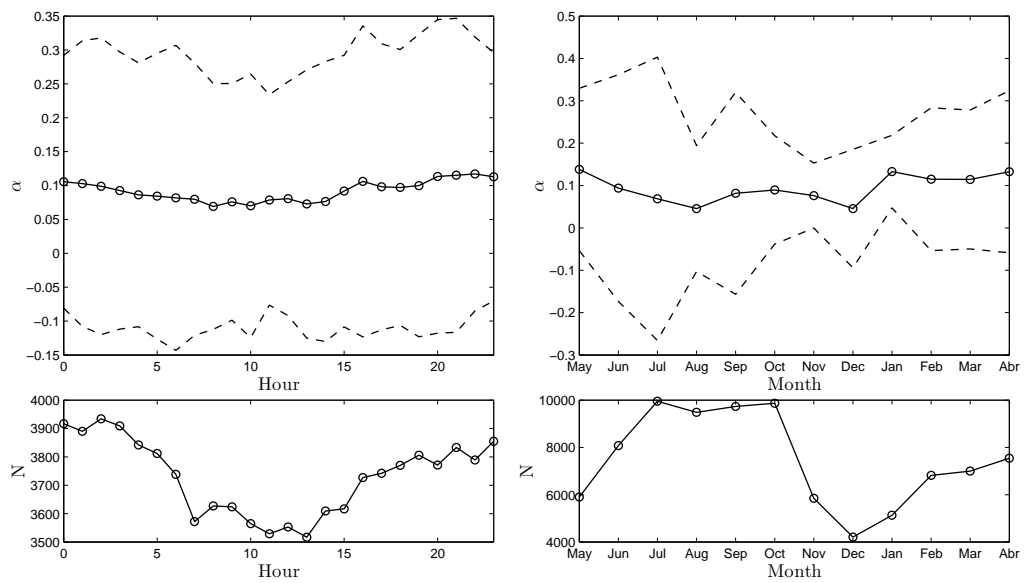 0.35
0.3
0.25
0.2
0.15
0.1
0.05
0
−0.05
−0.1
−0.15
α
0 5 10 15 20
Hour
0.5
0.4
0.3
0.2
0.1
0
−0.1
−0.2
−0.3
α
May Jun Jul Aug Sep Oct Nov Dec Jan Feb Mar Abr
Month
4000
3900
3800
3700
3600
3500
N
0 5 10 15 20
Hour
10000
8000
6000
4000
N
May Jun Jul Aug Sep Oct Nov Dec Jan Feb Mar Abr
Month